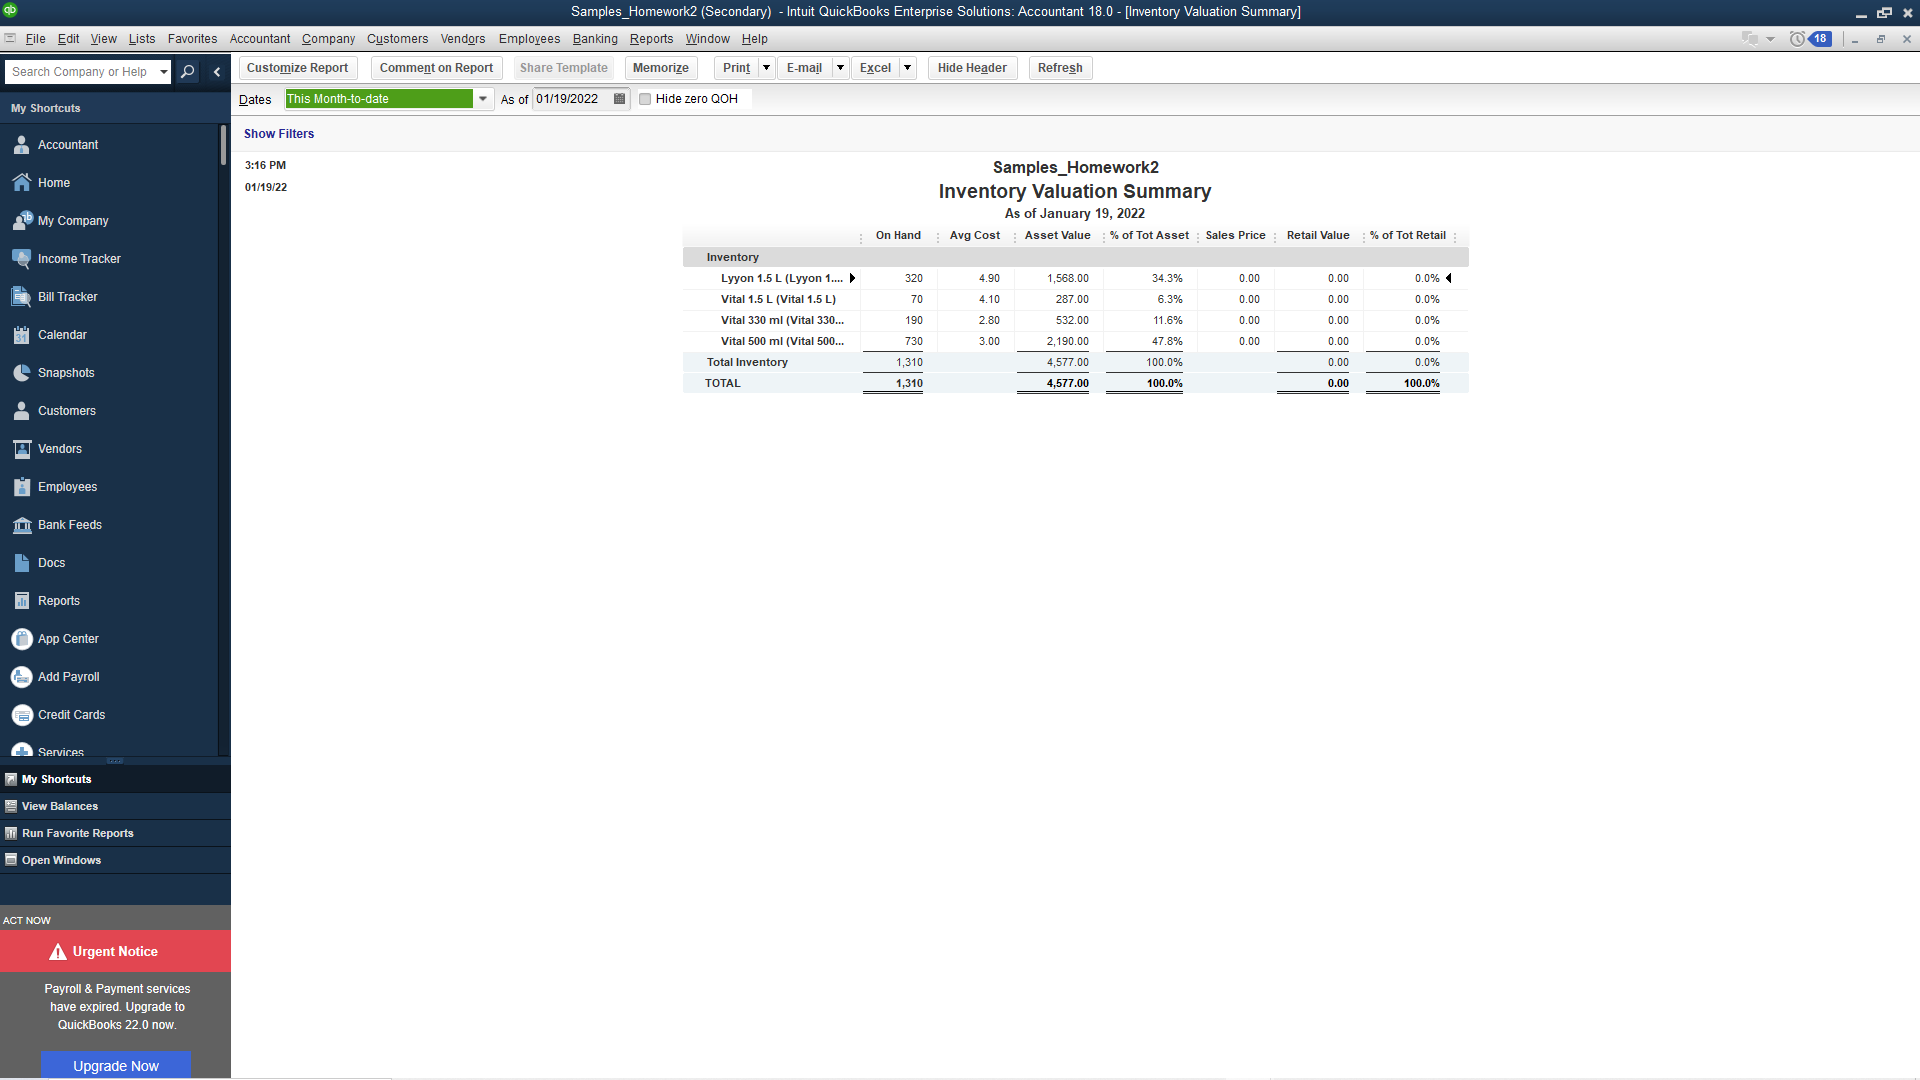 Samples_Homework2 (Secondary)  - Intuit QuickBooks Enterprise Solutions: Accountant 18.0 - [Inventory Valuation Summary]
File Edit View Lists Favorites Accountant Company Customers Vendors Employees Banking Reports Window Help 18
Search Company or Help
Customize Report Comment on Report Share Template Memorize Print E-mail Excel Hide Header Refresh
Dates This Month-to-date As of 01/19/2022 Hide zero QOH
Show Filters
My Shortcuts
Accountant
Home
My Company
Income Tracker
Bill Tracker
Calendar
Snapshots
Customers
Vendors
Employees
Bank Feeds
Docs
Reports
App Center
Add Payroll
Credit Cards
Services
My Shortcuts
View Balances
Run Favorite Reports
Open Windows
ACT NOW
Urgent Notice
Payroll & Payment services
have expired. Upgrade to
QuickBooks 22.0 now.
Upgrade Now
3:16 PM
01/19/22
Samples_Homework2
Inventory Valuation Summary
As of January 19, 2022
On Hand Avg Cost Asset Value % of Tot Asset Sales Price Retail Value % of Tot Retail
Inventory
Lyyon 1.5 L (Lyyon 1.... 320 4.90 1,568.00 34.3% 0.00 0.00 0.0%
Vital 1.5 L (Vital 1.5 L) 70 4.10 287.00 6.3% 0.00 0.00 0.0%
Vital 330 ml (Vital 330... 190 2.80 532.00 11.6% 0.00 0.00 0.0%
Vital 500 ml (Vital 500... 730 3.00 2,190.00 47.8% 0.00 0.00 0.0%
Total Inventory 1,310 4,577.00 100.0% 0.00 0.0%
TOTAL 1,310 4,577.00 100.0% 0.00 100.0%